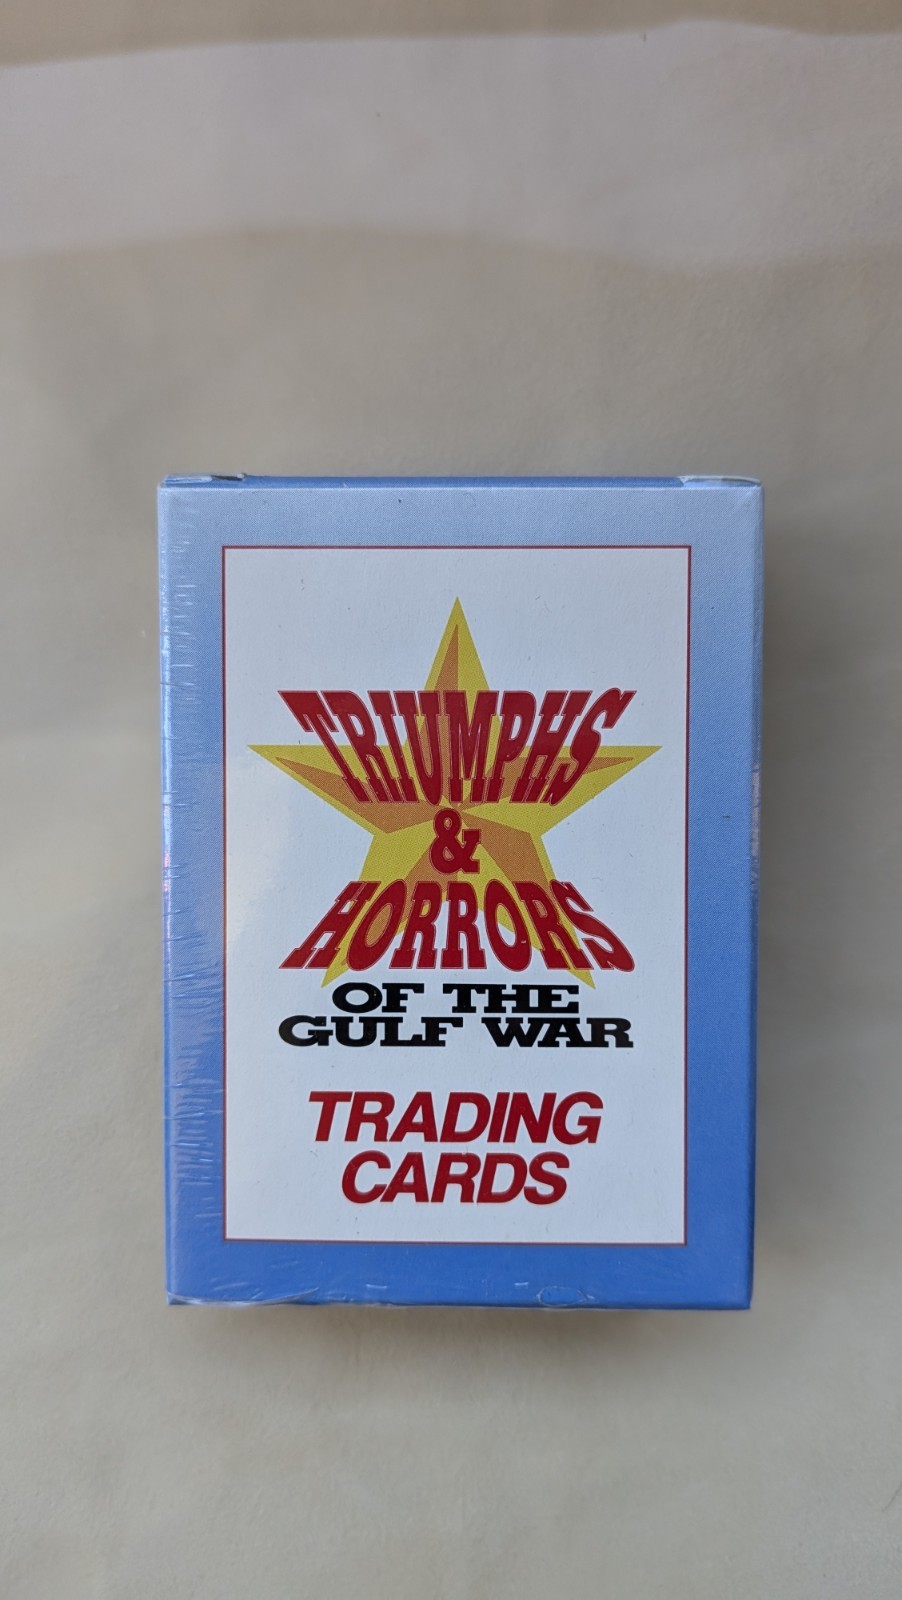 TRIUMPHS
&
HORRORS
OF THE
GULF WAR
TRADING
CARDS